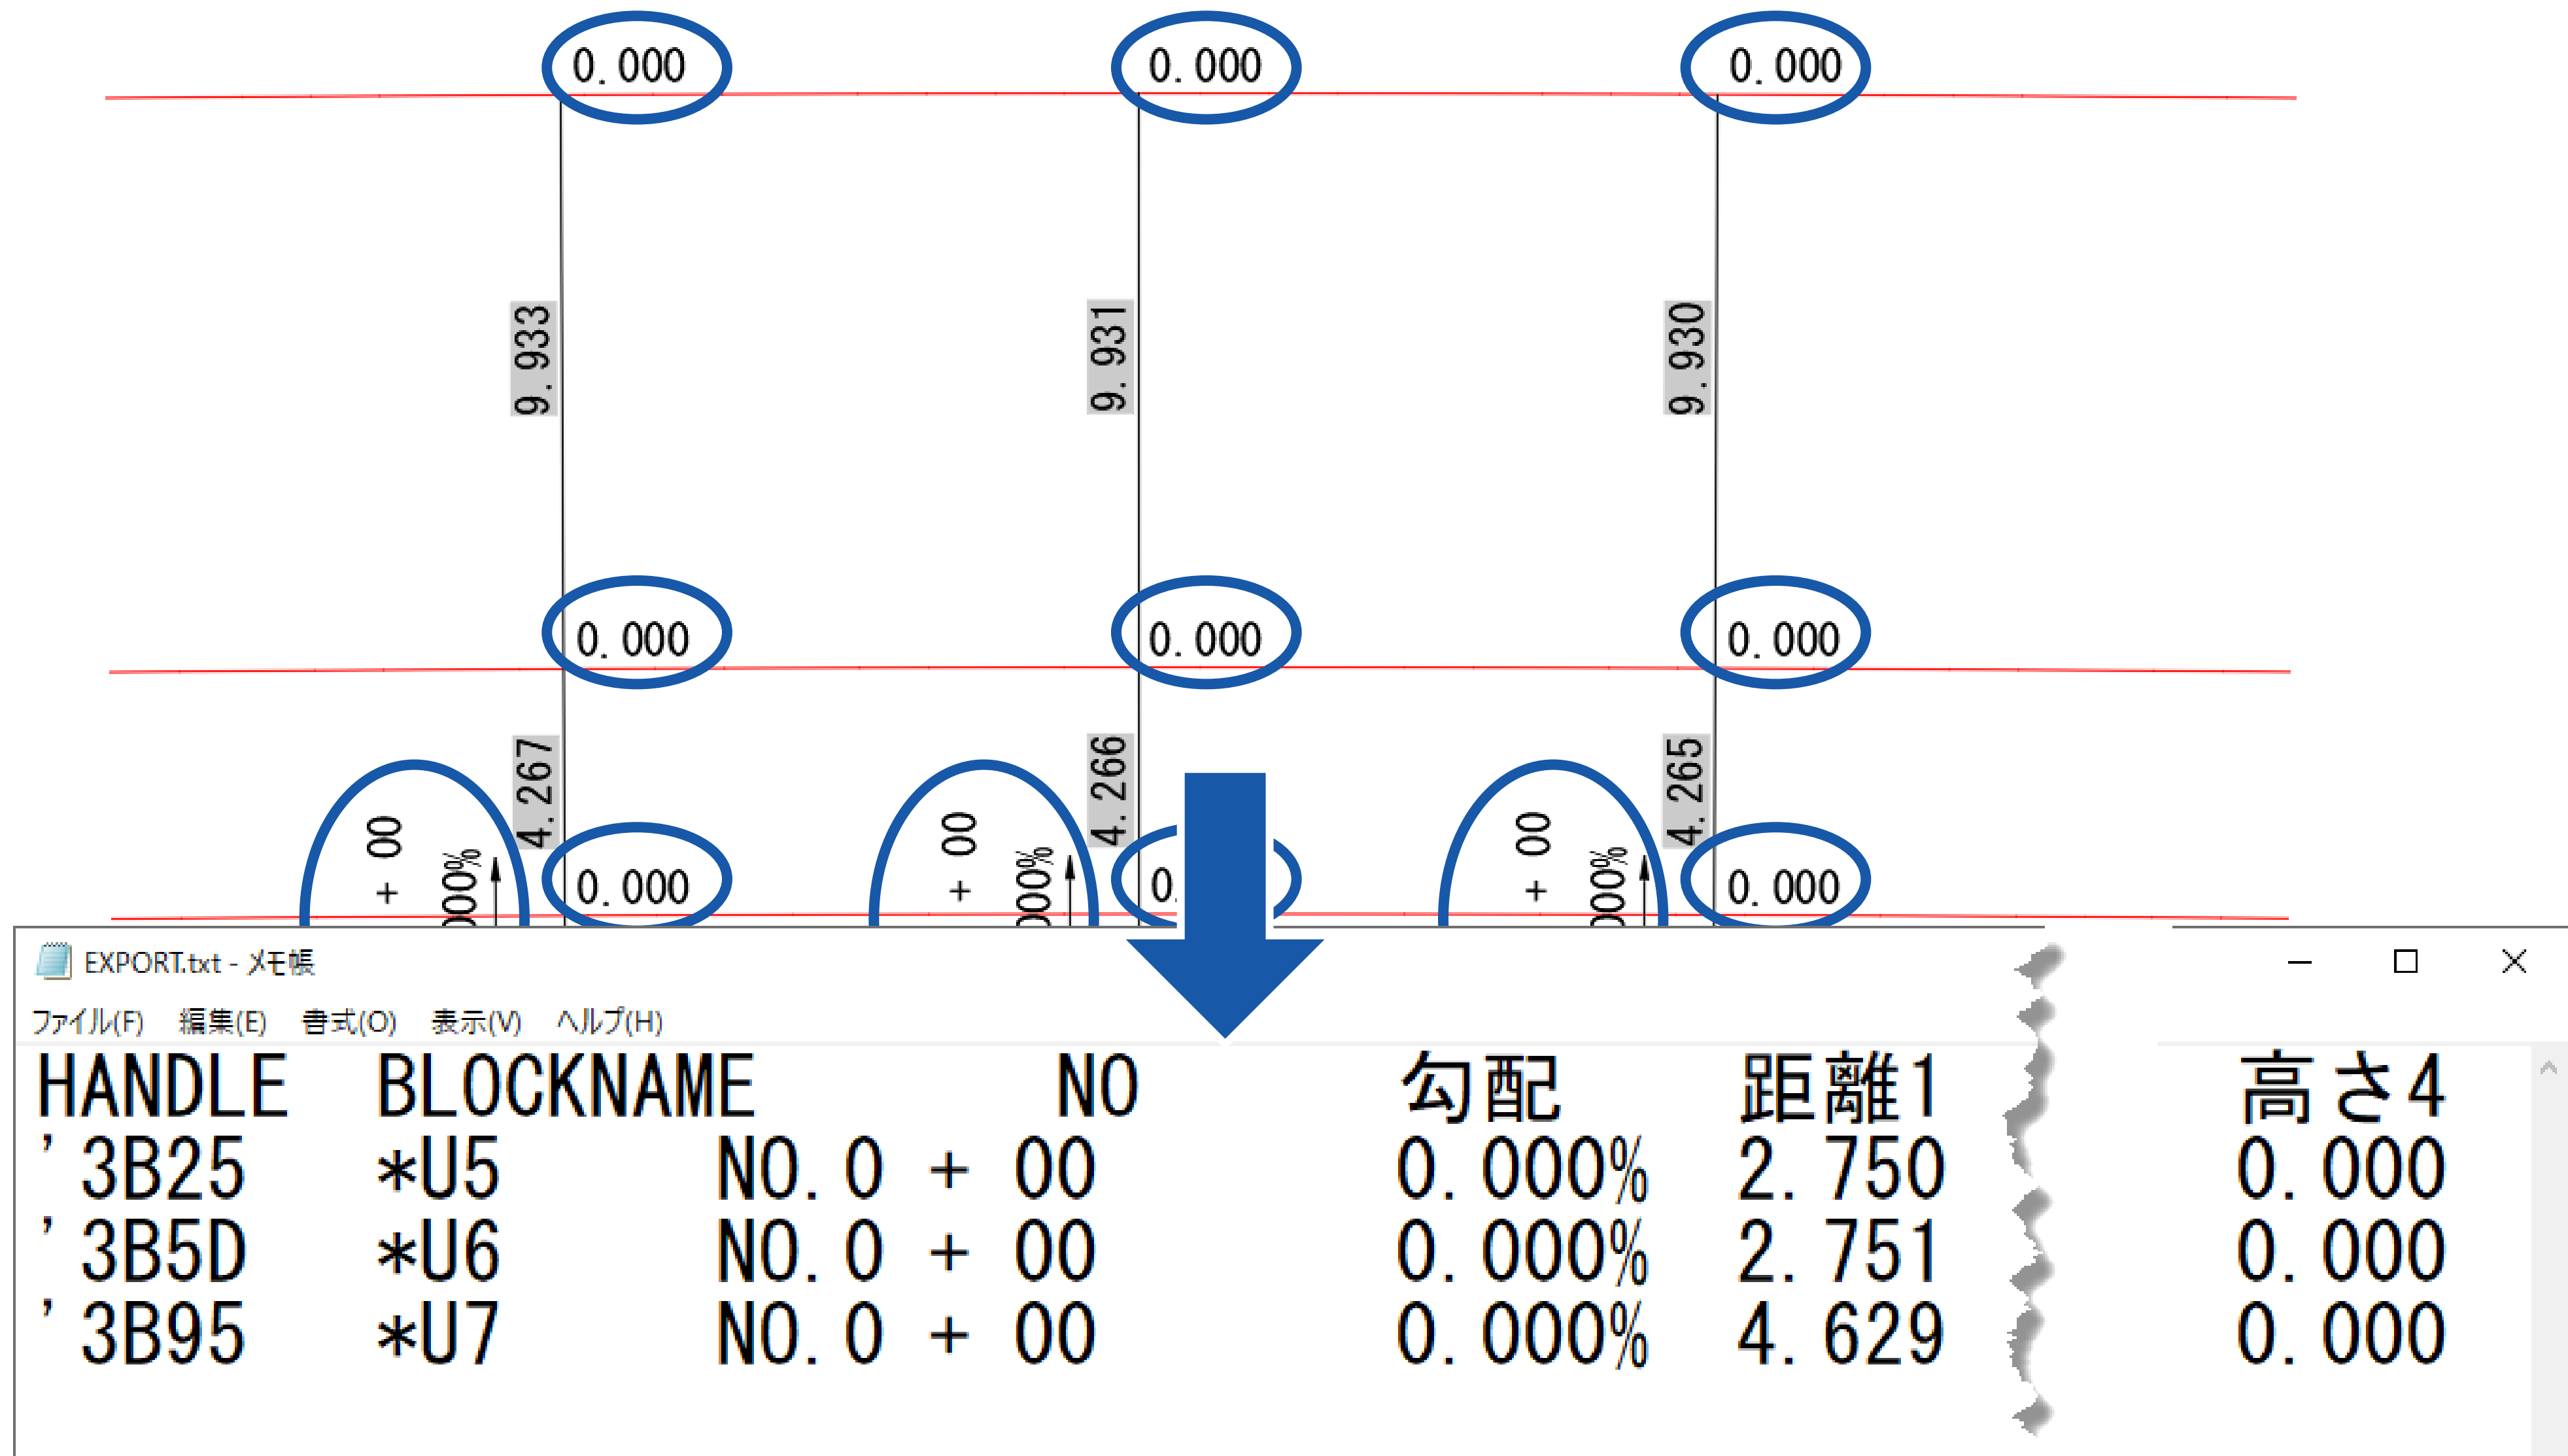 0.000 0.000 0.000
9.933 9.931 9.930
0.000 0.000 0.000
4.267 4.266 4.265
+ 00 + 00 + 00
000% 000% 000%
0.000 0. 0.000
EXPORT.txt - メモ帳
ファイル(F) 編集(E) 書式(O) 表示(V) ヘルプ(H)
HANDLE BLOCKNAME NO 勾配 距離1 高さ4
'3B25 *U5 NO.0 + 00 0.000% 2.750 0.000
'3B5D *U6 NO.0 + 00 0.000% 2.751 0.000
'3B95 *U7 NO.0 + 00 0.000% 4.629 0.000